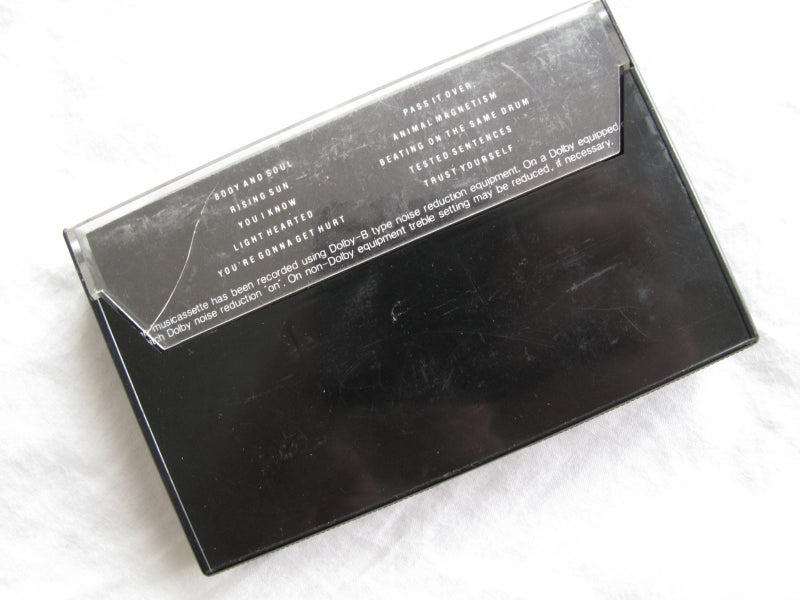 BODY AND SOUL
RISING SUN
YOU I KNOW
LIGHT HEARTED
YOU'RE GONNA GET HURT
PASS IT OVER
ANIMAL MAGNETISM
BEATING ON THE SAME DRUM
TESTED SENTENCES
TRUST YOURSELF
musicassette has been recorded using Dolby-B type noise reduction equipment. On a Dolby equipped
Dolby noise reduction 'on'. On non-Dolby equipment treble setting may be reduced, if necessary.